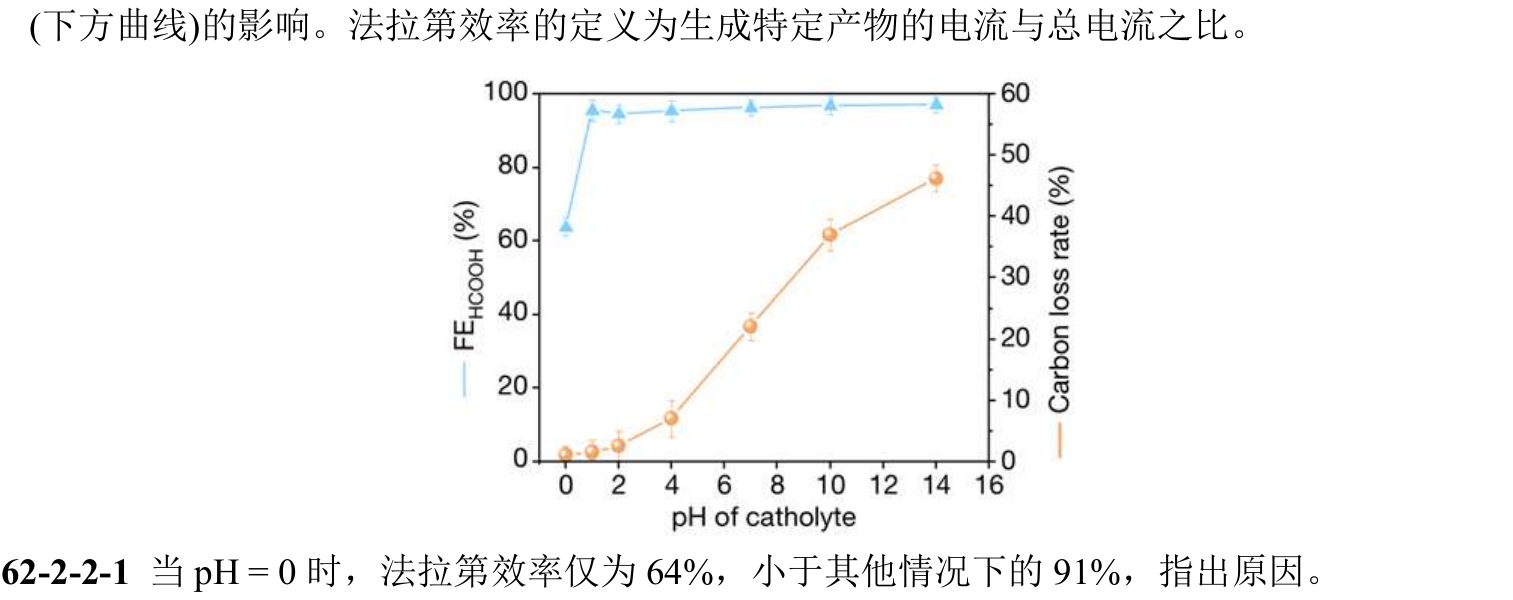 (下方曲线)的影响。法拉第效率的定义为生成特定产物的电流与总电流之比。
100
80
60
40
20
0
FE_HCOOH (%)
60
50
40
30
20
10
0
Carbon loss rate (%)
0 2 4 6 8 10 12 14 16
pH of catholyte
62-2-2-1 当 pH = 0 时，法拉第效率仅为 64%，小于其他情况下的 91%，指出原因。